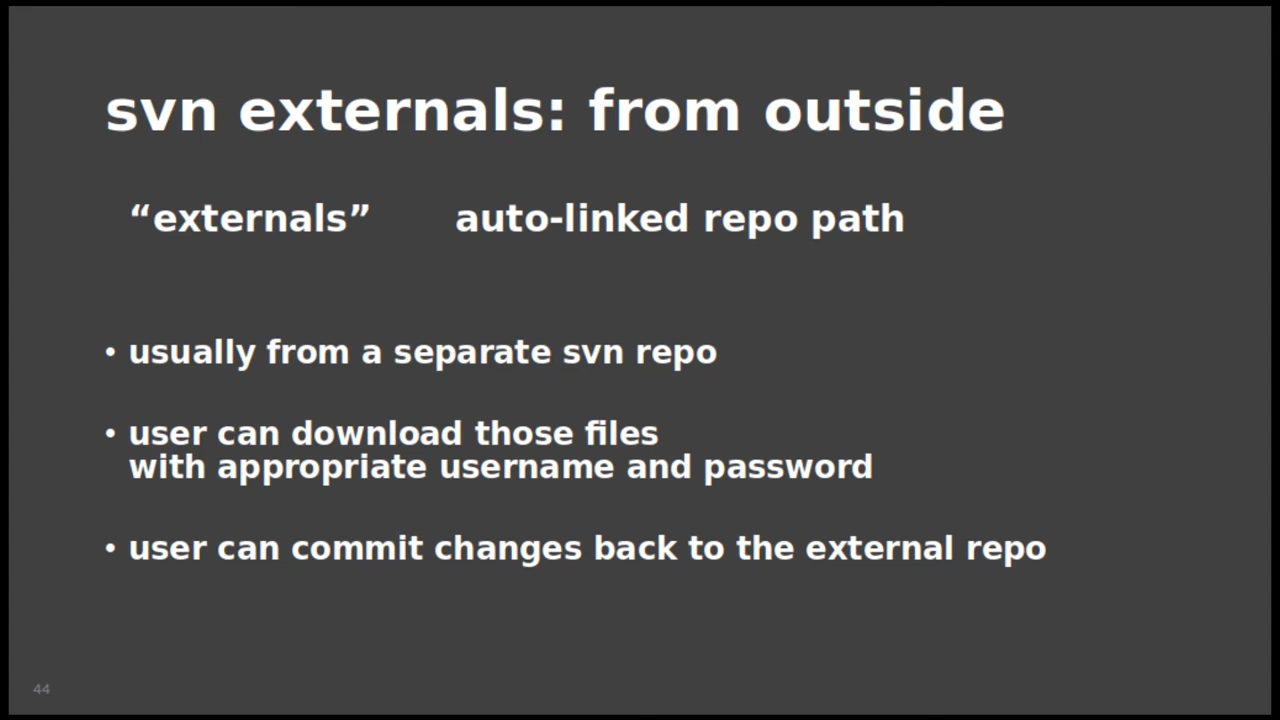 svn externals: from outside
“externals” auto-linked repo path
• usually from a separate svn repo
• user can download those files
with appropriate username and password
• user can commit changes back to the external repo
44